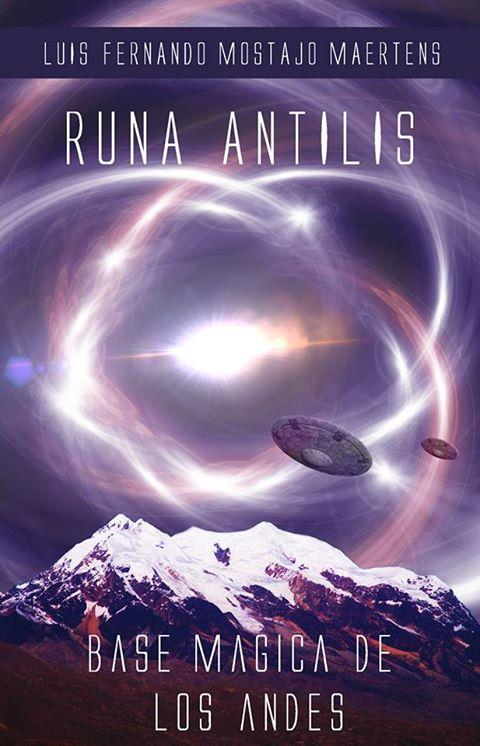 LUIS FERNANDO MOSTAJO MAERTENS
RUNA ANTILIS
BASE MAGICA DE
LOS ANDES